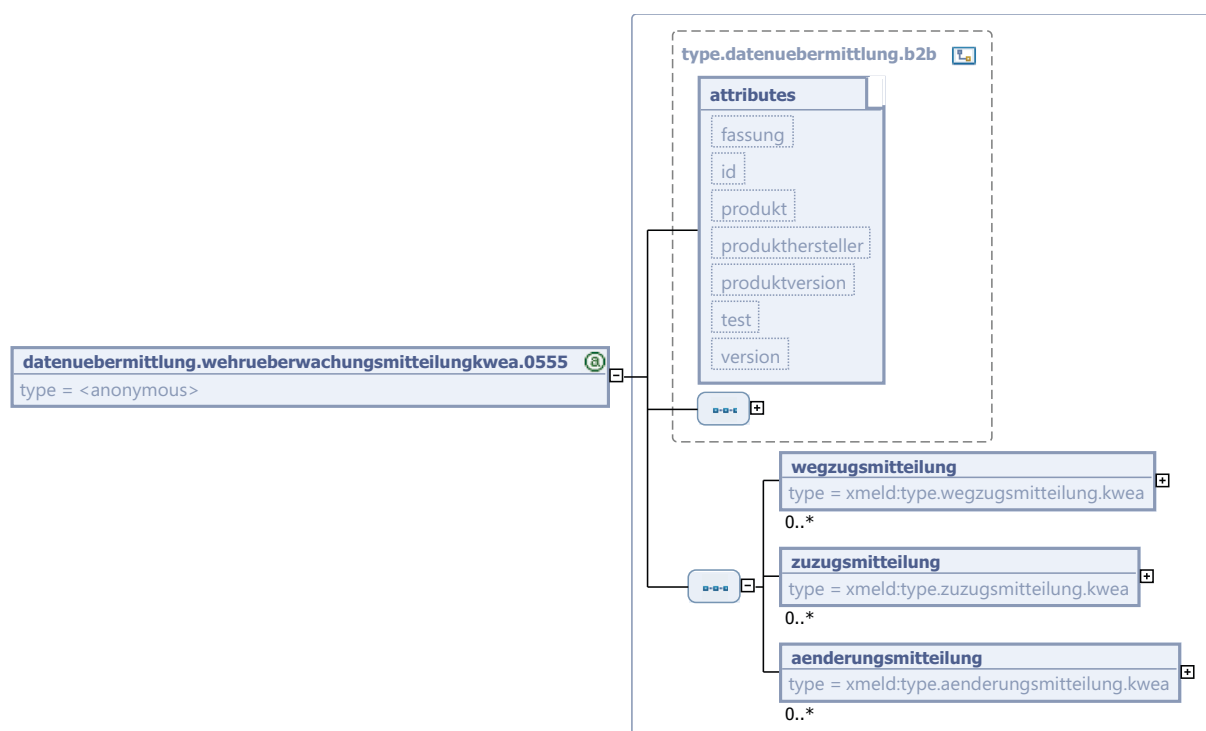 type.datenuebermittlung.b2b
attributes
fassung
id
produkt
produkthersteller
produktversion
test
version
datenuebermittlung.wehrueberwachungsmitteilungkwea.0555
type = <anonymous>
wegzugsmitteilung
type = xmeld:type.wegzugsmitteilung.kwea
0..*
zuzugsmitteilung
type = xmeld:type.zuzugsmitteilung.kwea
0..*
aenderungsmitteilung
type = xmeld:type.aenderungsmitteilung.kwea
0..*